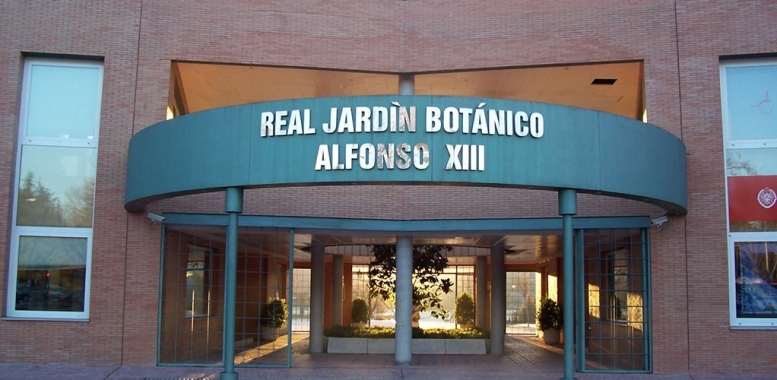 REAL JARDÌN BOTÁNICO
ALFONSO XIII